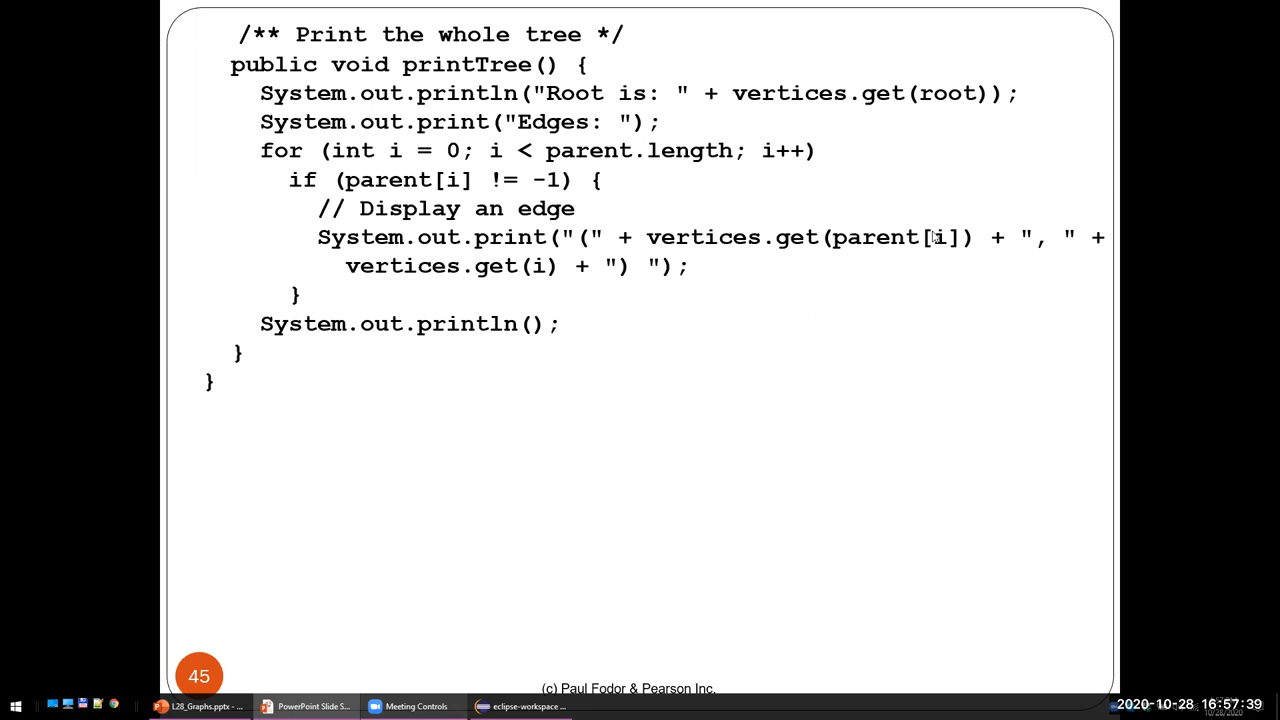 /** Print the whole tree */
public void printTree() {
System.out.println("Root is: " + vertices.get(root));
System.out.print("Edges: ");
for (int i = 0; i < parent.length; i++)
if (parent[i] != -1) {
// Display an edge
System.out.print("(" + vertices.get(parent[i]) + ", " +
vertices.get(i) + ") ");
}
System.out.println();
}
}
45
(c) Paul Fodor & Pearson Inc.
L28_Graphs.pptx - ... PowerPoint Slide S... Meeting Controls eclipse-workspace ... 2020-10-28 16:57:39